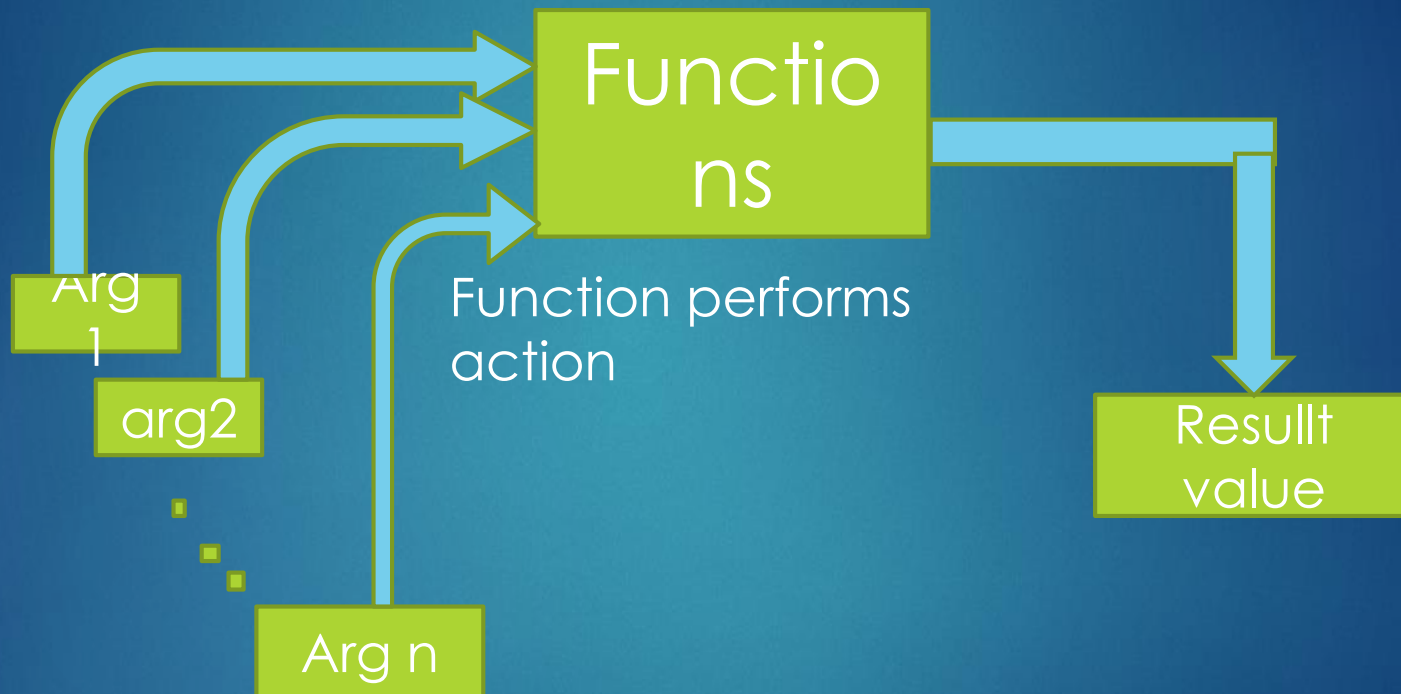 Functio
ns
Arg
1
Function performs
action
arg2
Resullt
value
Arg n